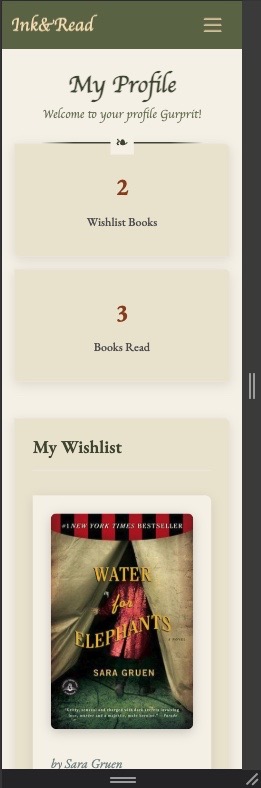 Ink&Read
My Profile
Welcome to your profile Gurprit!
2
Wishlist Books
3
Books Read
My Wishlist
#1 NEW YORK TIMES BESTSELLER
WATER
for
ELEPHANTS
A NOVEL
SARA GRUEN
by Sara Gruen